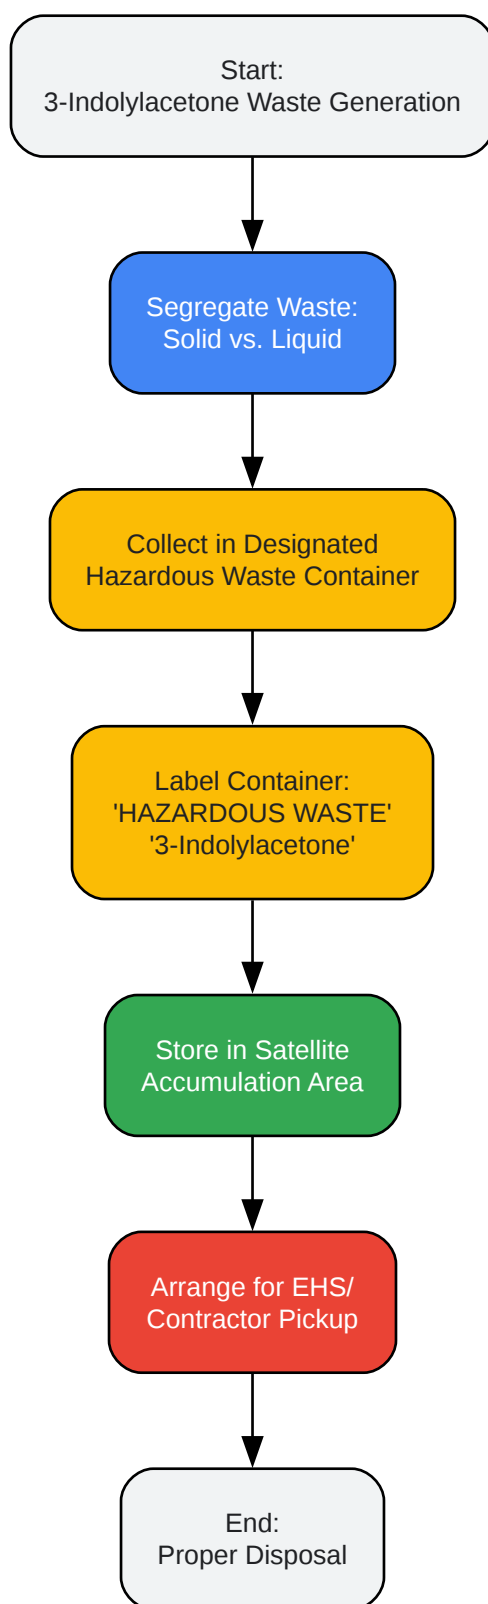 Start:
3-Indolylacetone Waste Generation
Segregate Waste:
Solid vs. Liquid
Collect in Designated
Hazardous Waste Container
Label Container:
'HAZARDOUS WASTE'
'3-Indolylacetone'
Store in Satellite
Accumulation Area
Arrange for EHS/
Contractor Pickup
End:
Proper Disposal